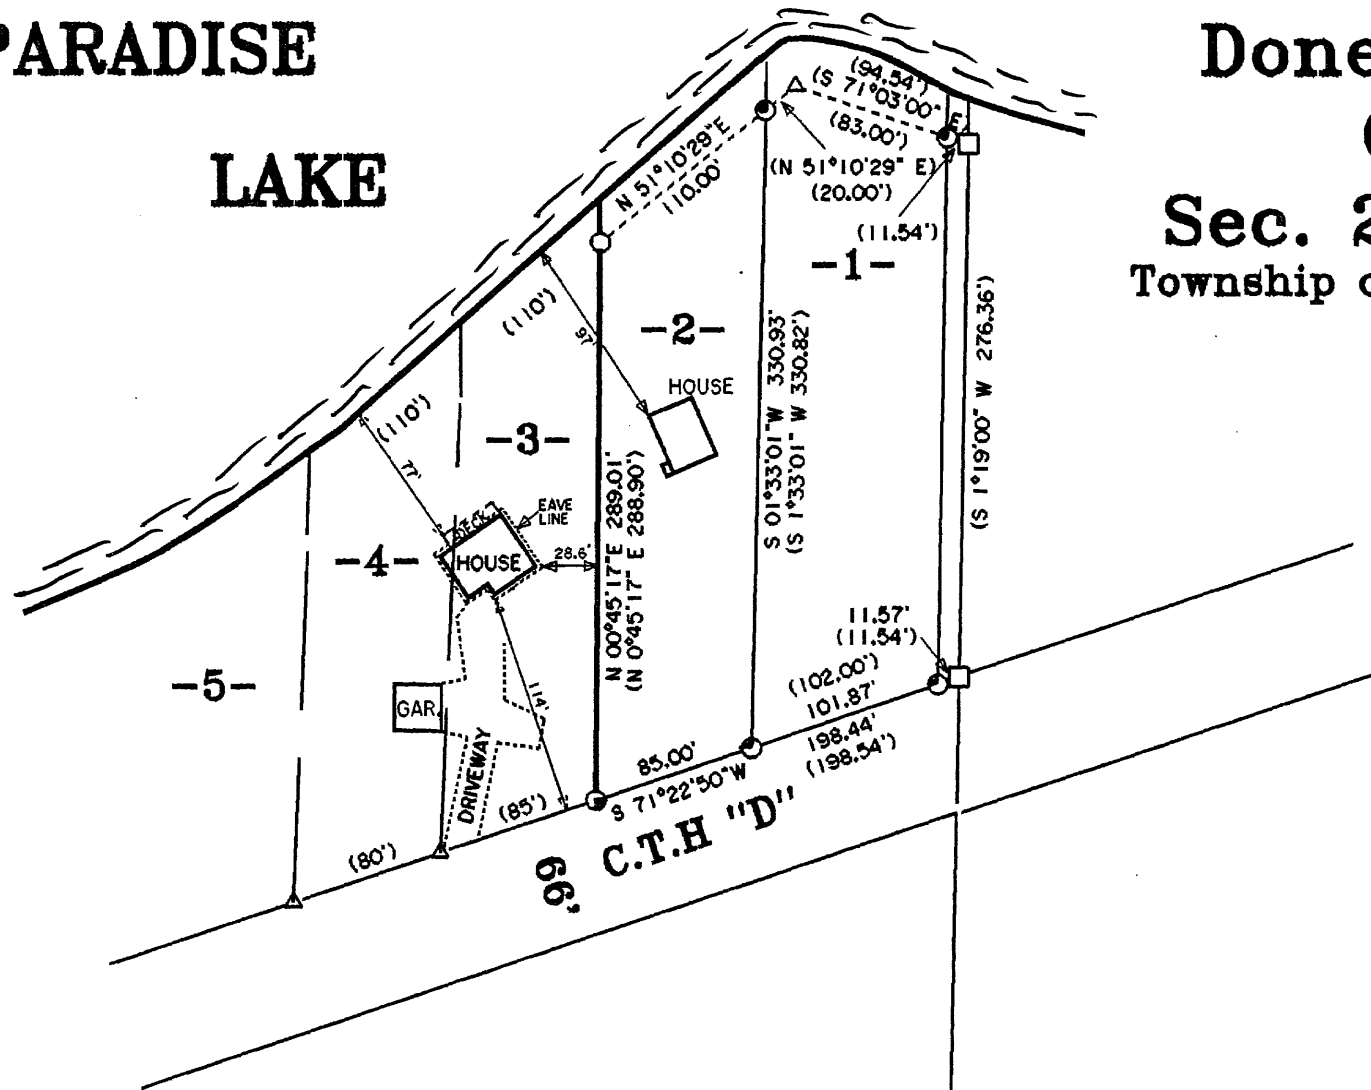 PARADISE
LAKE
Done
Sec. 2
Township o
(94.54')
(S 71°03'00" E)
(83.00')
(N 51°10'29" E)
(20.00')
(11.54')
N 51°10'29"E
110.00'
-1-
-2-
-3-
-4-
-5-
(110')
97'
HOUSE
(110')
77'
DECK
EAVE
LINE
HOUSE
28.6'
N 00°45'17"E 289.01'
(N 0°45'17" E 288.90')
S 01°33'01"W 330.93'
(S 1°33'01" W 330.82')
(S 1°19'00" W 276.36')
114'
GAR.
DRIVEWAY
11.57'
(11.54')
(102.00')
101.87'
198.44'
(198.54')
85.00'
S 71°22'50"W
(85')
(80')
C.T.H "D"
66'